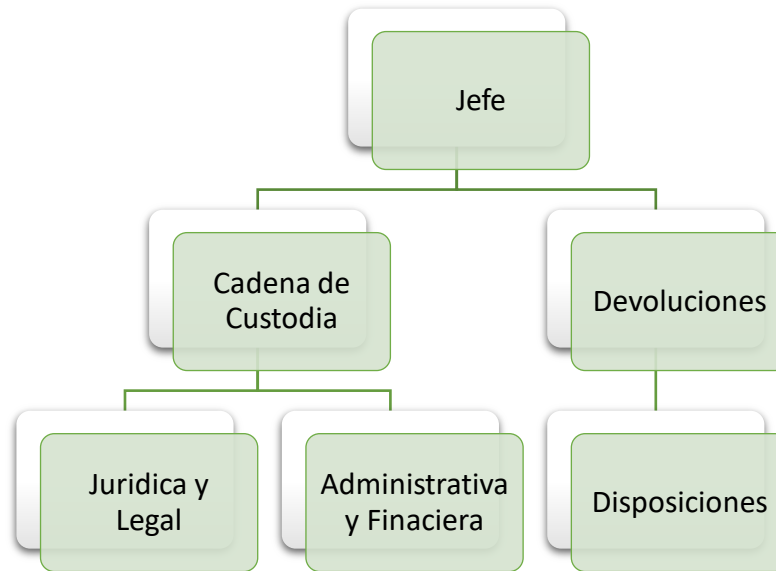 Jefe
Cadena de
Custodia
Devoluciones
Juridica y
Legal
Administrativa
y Finaciera
Disposiciones